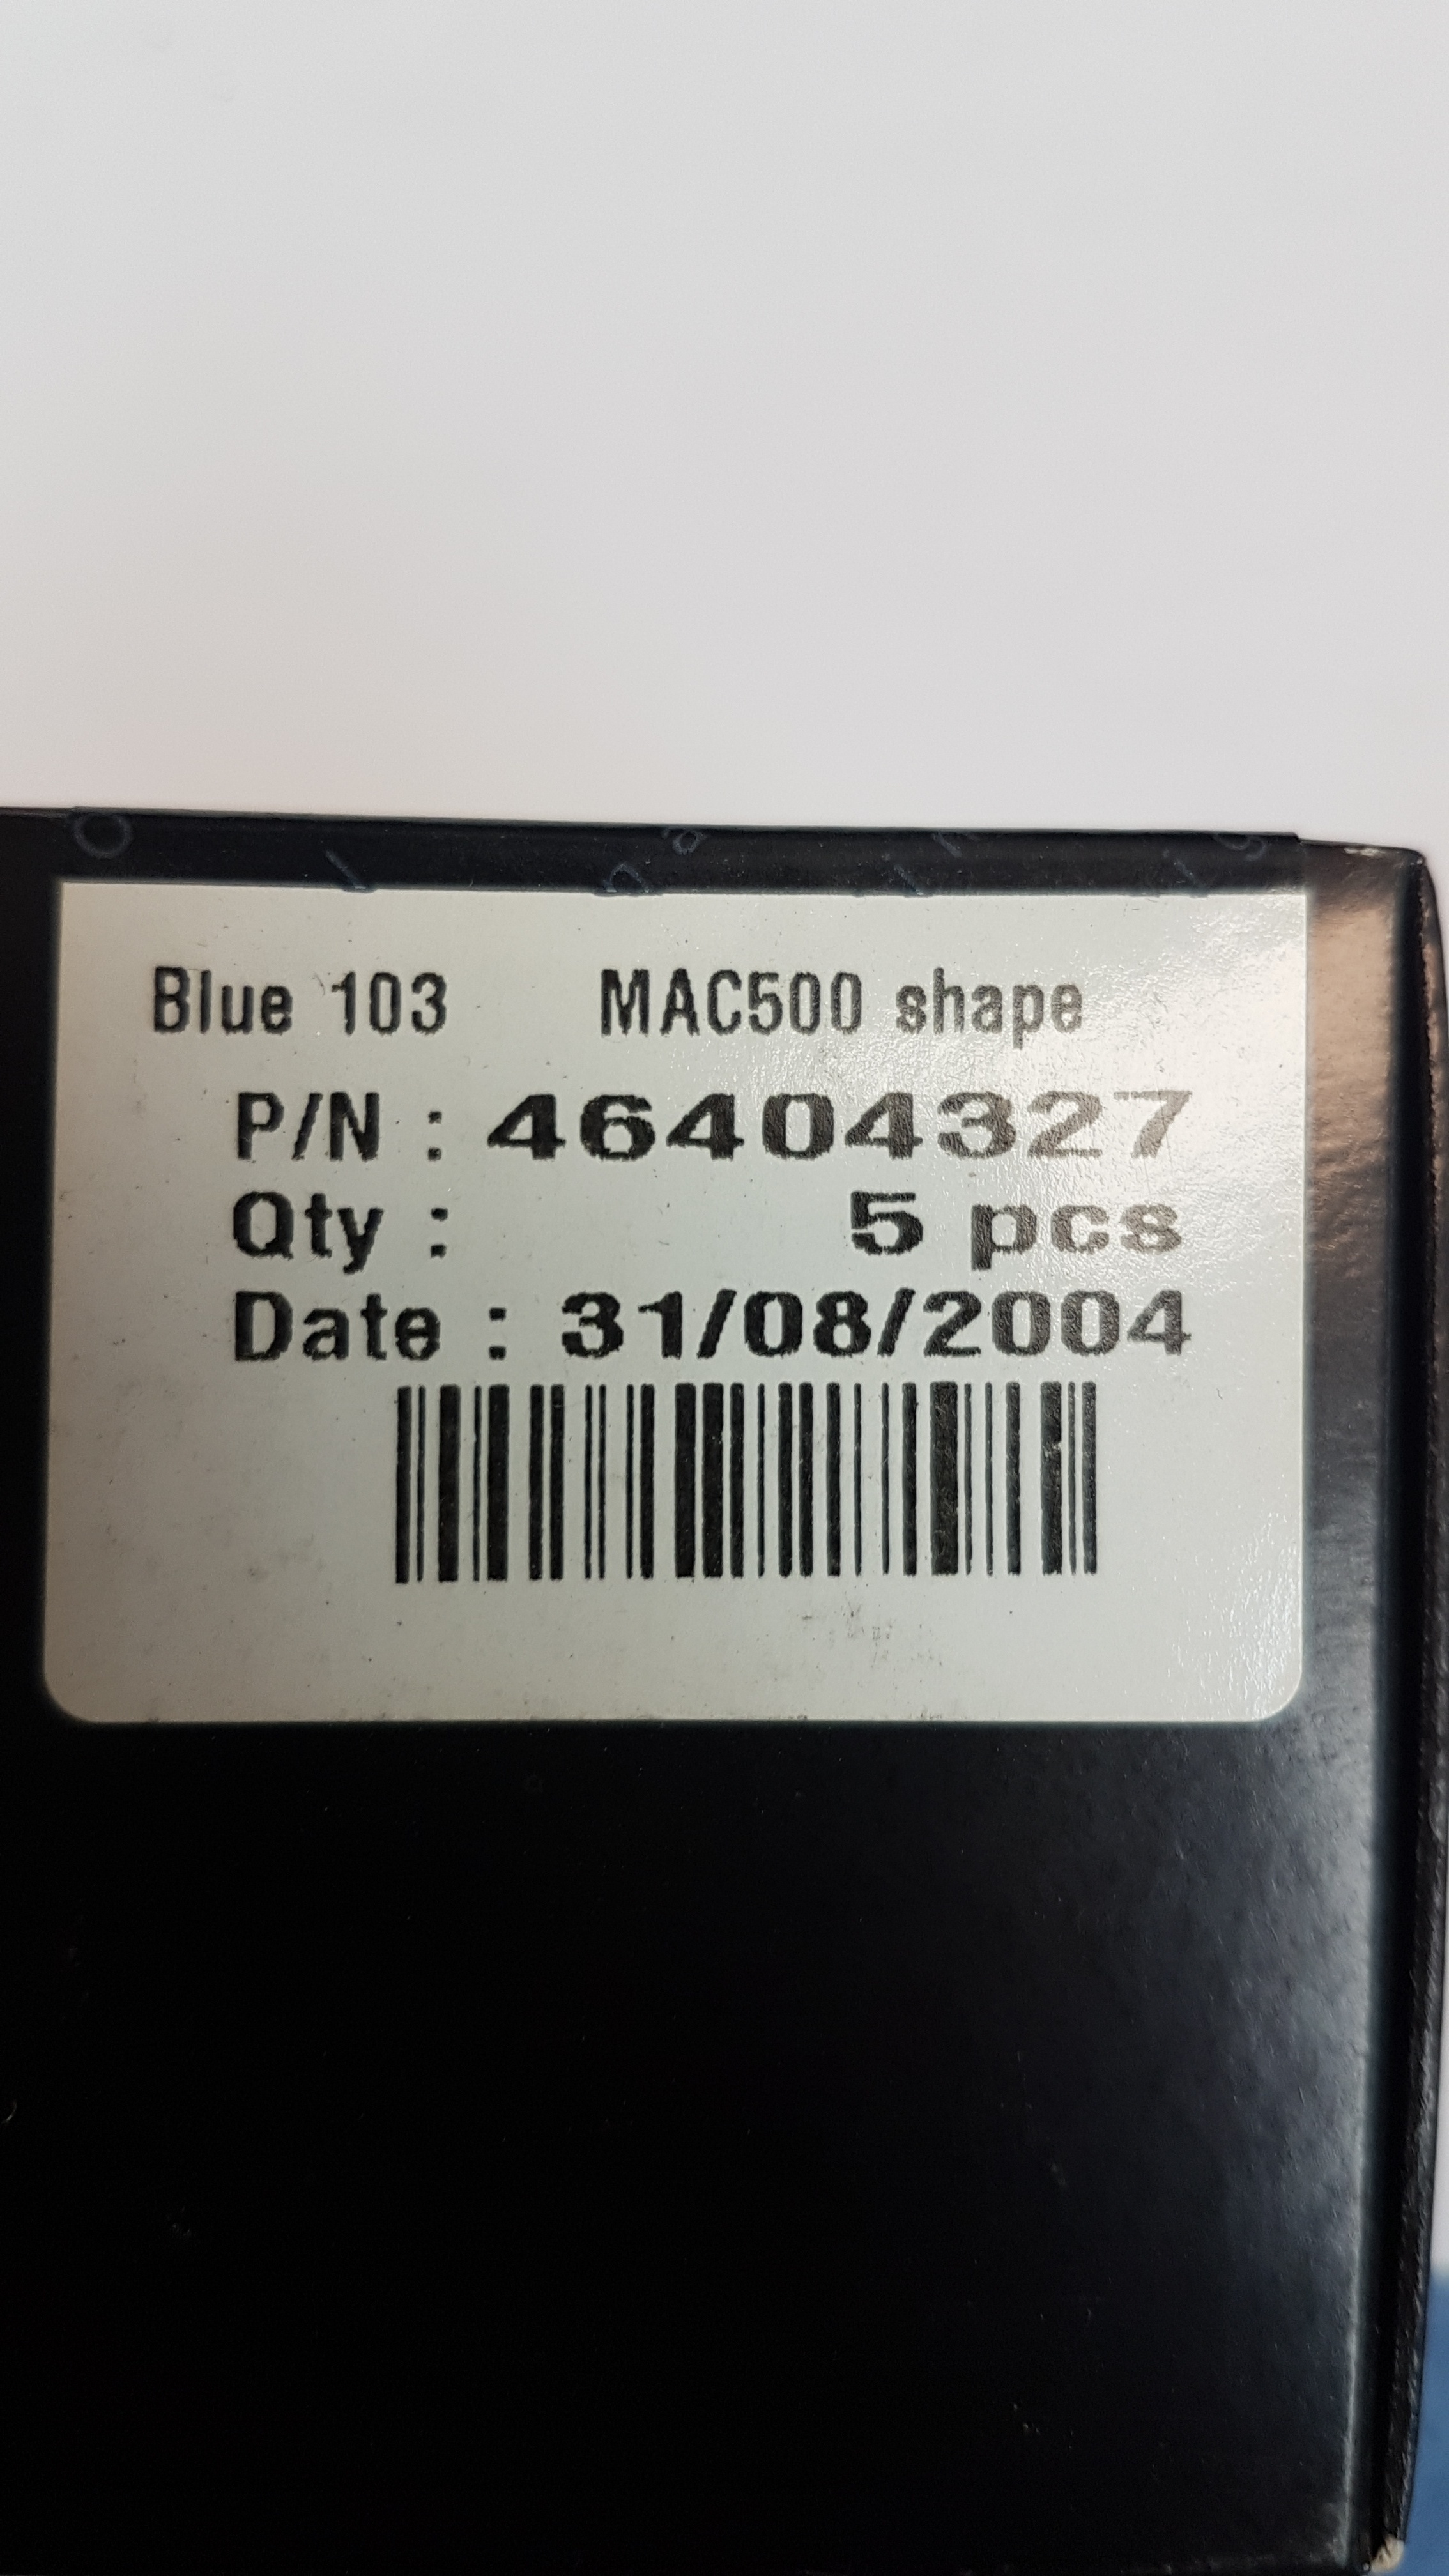 Blue 103 MAC500 shape
P/N : 46404327
Qty : 5 pcs
Date : 31/08/2004